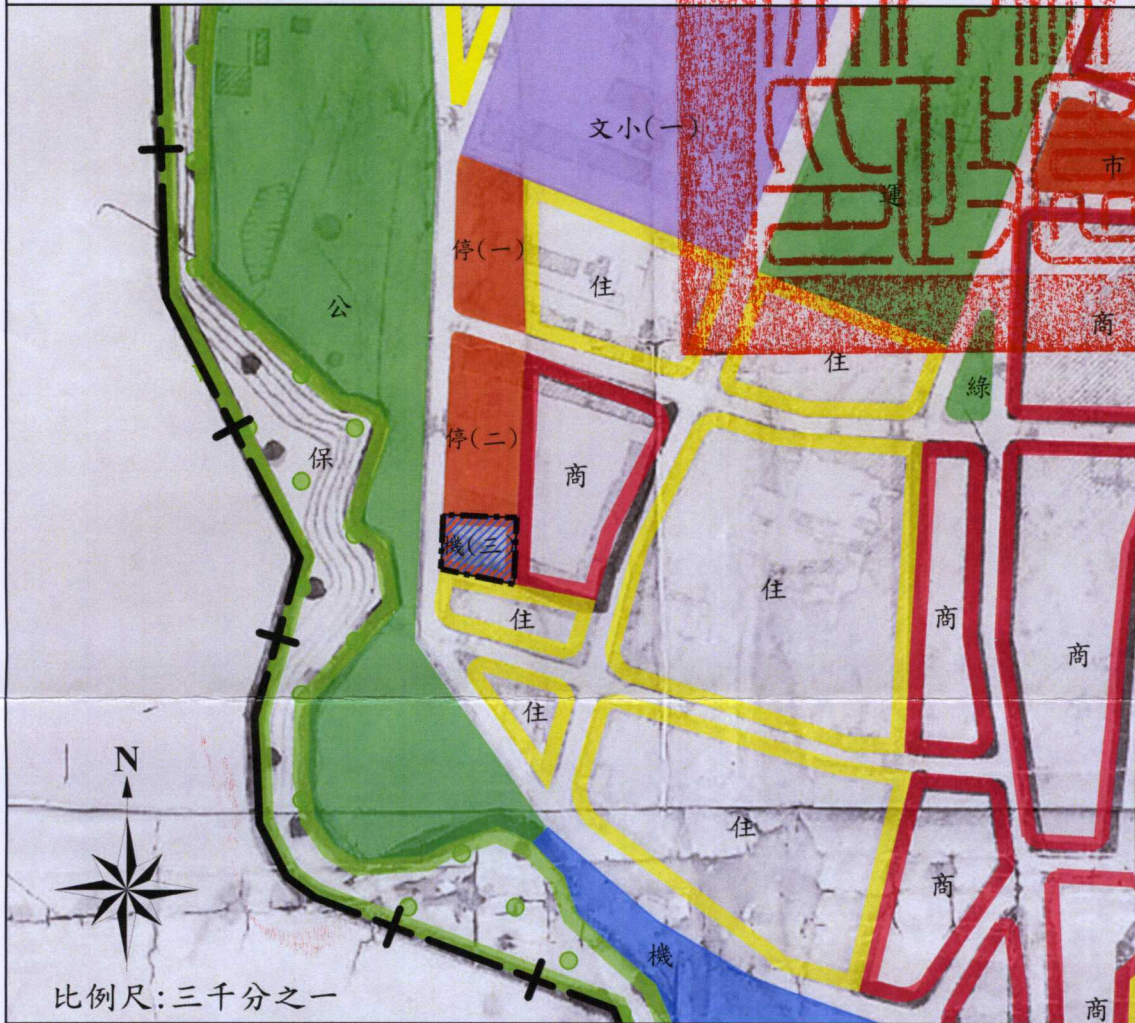 文小(一)
市
運
停(一)
住
公
商
住
綠
停(二)
保
商
機(三)
住
住
商
商
住
N
住
商
機
比例尺:三千分之一
商